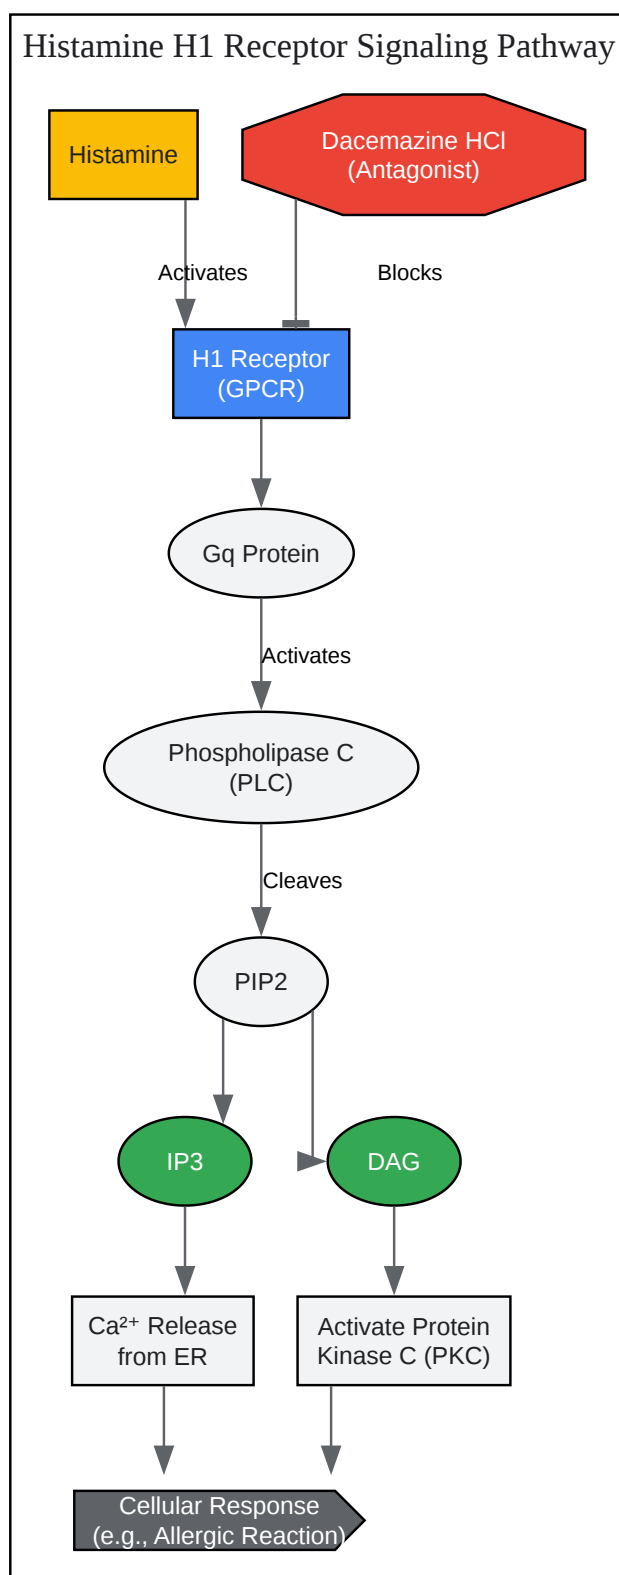 Histamine H1 Receptor Signaling Pathway
Histamine
Dacemazine HCl
(Antagonist)
Activates
Blocks
H1 Receptor
(GPCR)
Gq Protein
Activates
Phospholipase C
(PLC)
Cleaves
PIP2
IP3
DAG
Ca²⁺ Release
from ER
Activate Protein
Kinase C (PKC)
Cellular Response
(e.g., Allergic Reaction)